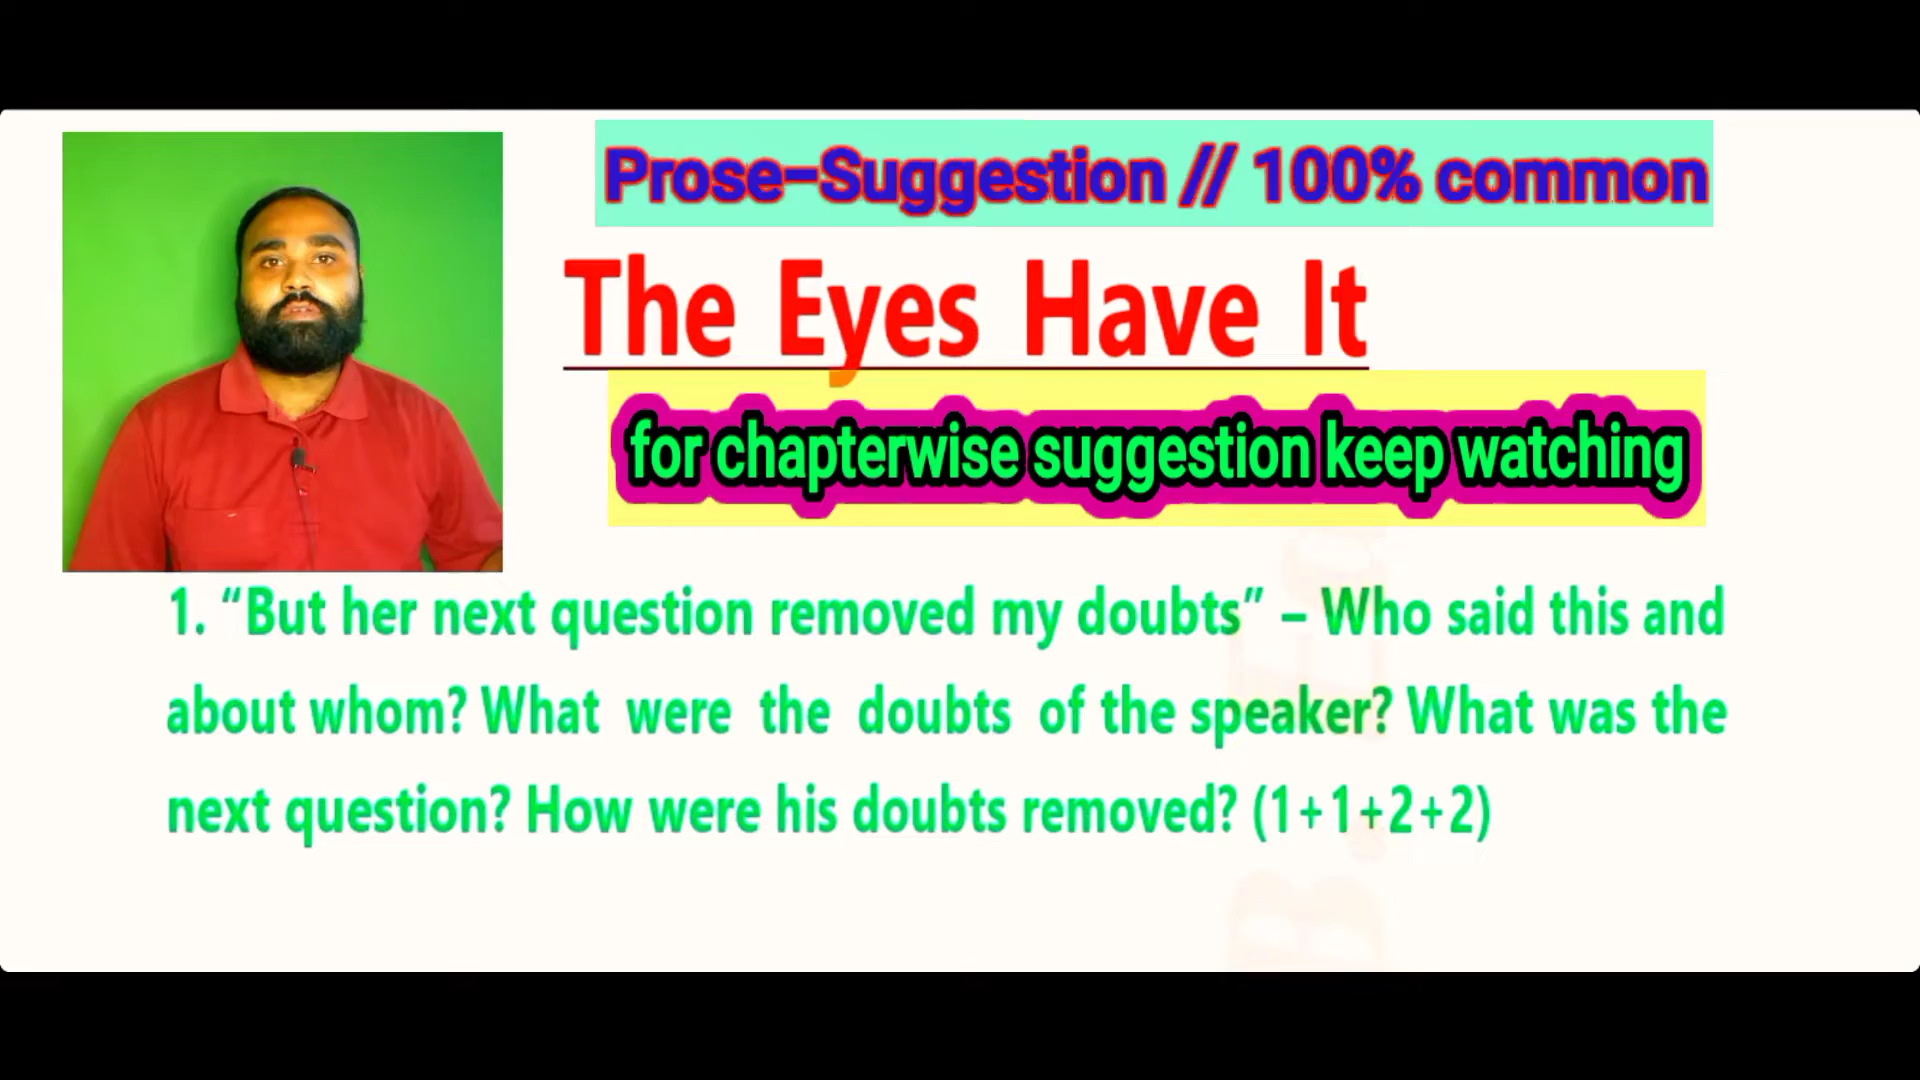 Prose-Suggestion // 100% common
The Eyes Have It
for chapterwise suggestion keep watching
1. “But her next question removed my doubts” – Who said this and
about whom? What were the doubts of the speaker? What was the
next question? How were his doubts removed? (1+1+2+2)